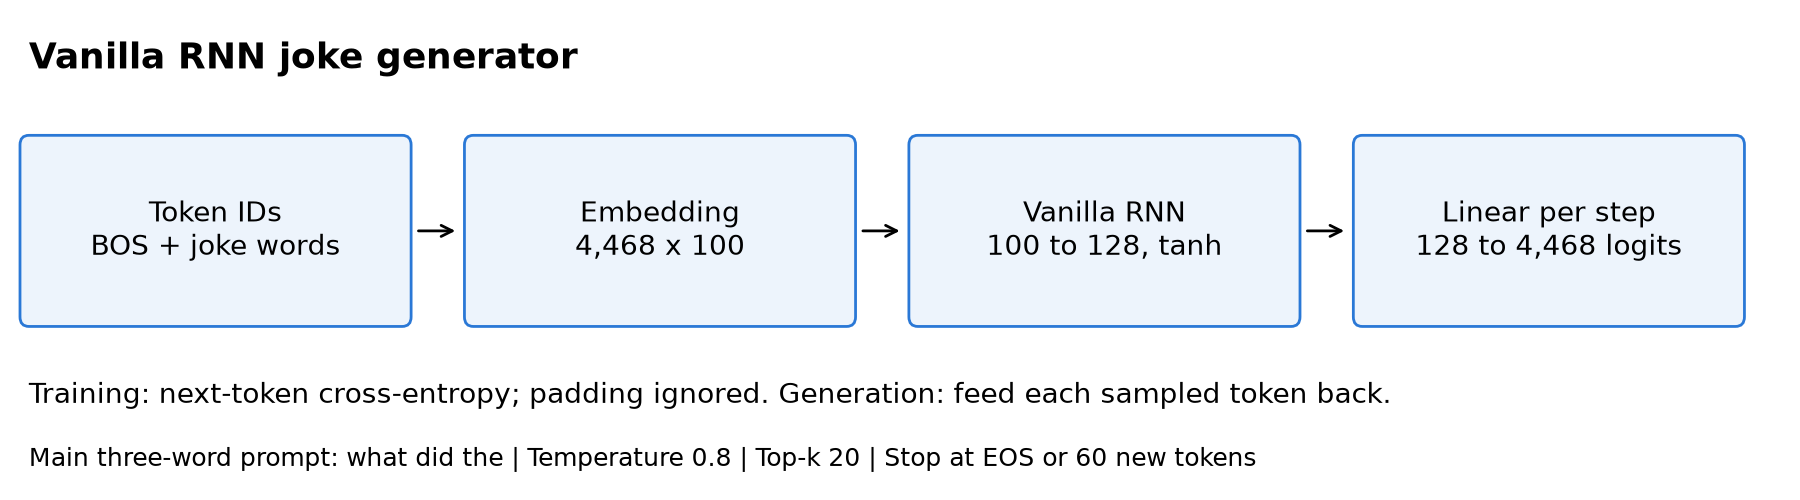 Vanilla RNN joke generator
Token IDs
BOS + joke words
Embedding
4,468 x 100
Vanilla RNN
100 to 128, tanh
Linear per step
128 to 4,468 logits
Training: next-token cross-entropy; padding ignored. Generation: feed each sampled token back.
Main three-word prompt: what did the | Temperature 0.8 | Top-k 20 | Stop at EOS or 60 new tokens